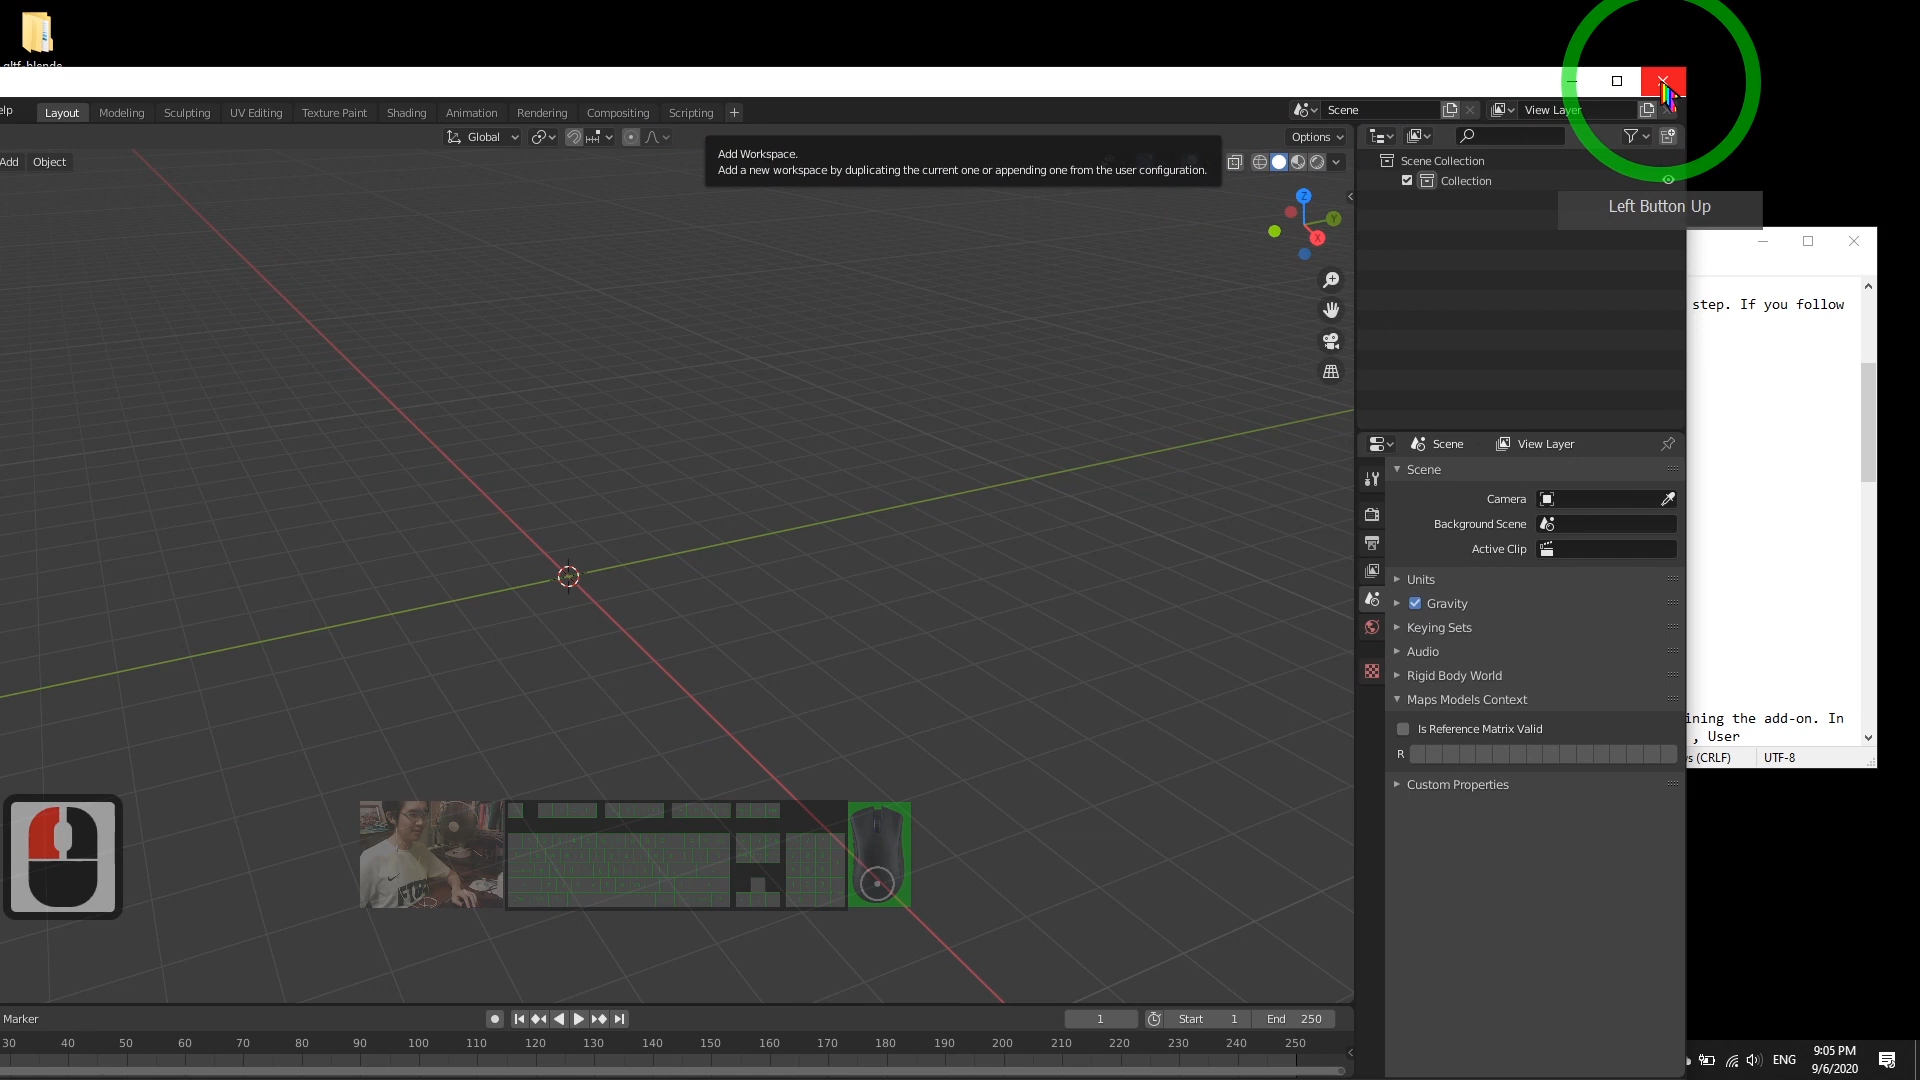 elp
Layout
Modeling
Sculpting
UV Editing
Texture Paint
Shading
Animation
Rendering
Compositing
Scripting
+
Scene
View Layer
Global
Options
Add
Object
Add Workspace.
Add a new workspace by duplicating the current one or appending one from the user configuration.
Z
Y
X
Scene Collection
Collection
Left Button Up
step. If you follow
Scene
View Layer
Scene
Camera
Background Scene
Active Clip
Units
Gravity
Keying Sets
Audio
Rigid Body World
Maps Models Context
Is Reference Matrix Valid
R
Custom Properties
ining the add-on. In
, User
s (CRLF)
UTF-8
Marker
1
Start 1
End 250
30 40 50 60 70 80 90 100 110 120 130 140 150 160 170 180 190 200 210 220 230 240 250
ENG
9:05 PM
9/6/2020